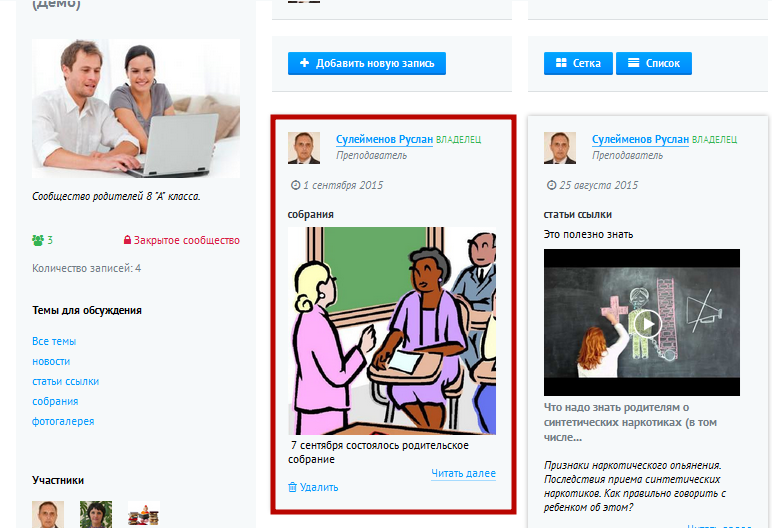 (Демо)
Сообщество родителей 8 "А" класса.
3
Закрытое сообщество
Количество записей: 4
Темы для обсуждения
Все темы
новости
статьи ссылки
собрания
фотогалерея
Участники
Добавить новую запись
Сулейменов Руслан ВЛАДЕЛЕЦ
Преподаватель
1 сентября 2015
собрания
7 сентября состоялось родительское
собрание
Читать далее
Удалить
Сетка
Список
Сулейменов Руслан ВЛАДЕЛЕЦ
Преподаватель
25 августа 2015
статьи ссылки
Это полезно знать
Что надо знать родителям о
синтетических наркотиках (в том
числе...
Признаки наркотического опьянения.
Последствия приема синтетических
наркотиков. Как правильно говорить с
ребенком об этом?
Читать далее